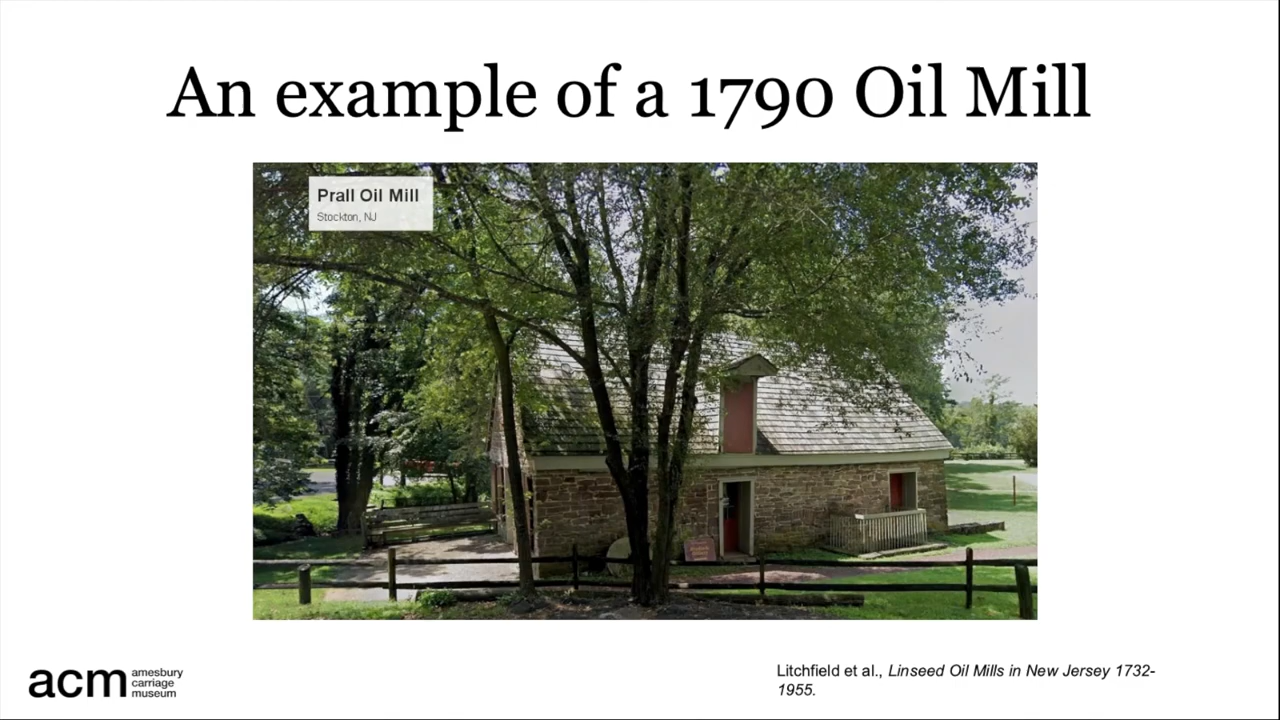 An example of a 1790 Oil Mill
Prall Oil Mill
Stockton, NJ
acm
amesbury
carriage
museum
Litchfield et al., Linseed Oil Mills in New Jersey 1732-
1955.